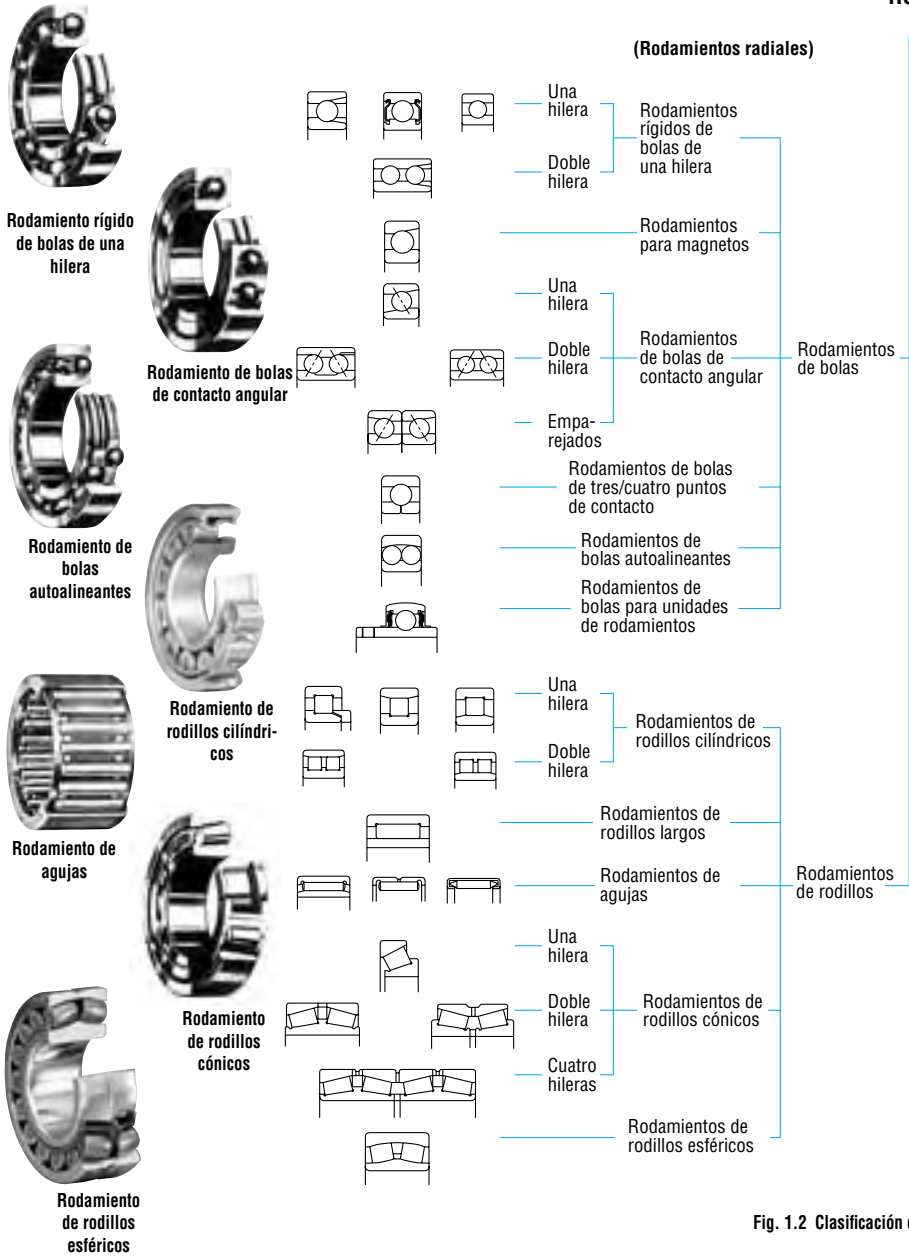 (Rodamientos radiales)
Una
hilera
Rodamientos
rígidos de
bolas de
una hilera
Doble
hilera
Rodamiento rígido
de bolas de una
hilera
Rodamientos
para magnetos
Una
hilera
Doble
hilera
Rodamientos
de bolas de
contacto angular
Rodamientos
de bolas
Rodamiento de bolas
de contacto angular
Empa-
rejados
Rodamientos de bolas
de tres/cuatro puntos
de contacto
Rodamientos de
bolas autoalineantes
Rodamiento de
bolas
autoalineantes
Rodamientos de
bolas para unidades
de rodamientos
Una
hilera
Rodamientos de
rodillos cilíndricos
Doble
hilera
Rodamiento de
rodillos cilíndri-
cos
Rodamientos de
rodillos largos
Rodamiento de
agujas
Rodamientos de
agujas
Rodamientos
de rodillos
Una
hilera
Doble
hilera
Rodamientos de
rodillos cónicos
Rodamiento
de rodillos
cónicos
Cuatro
hileras
Rodamientos de
rodillos esféricos
Rodamiento
de rodillos
esféricos
Fig. 1.2 Clasificación